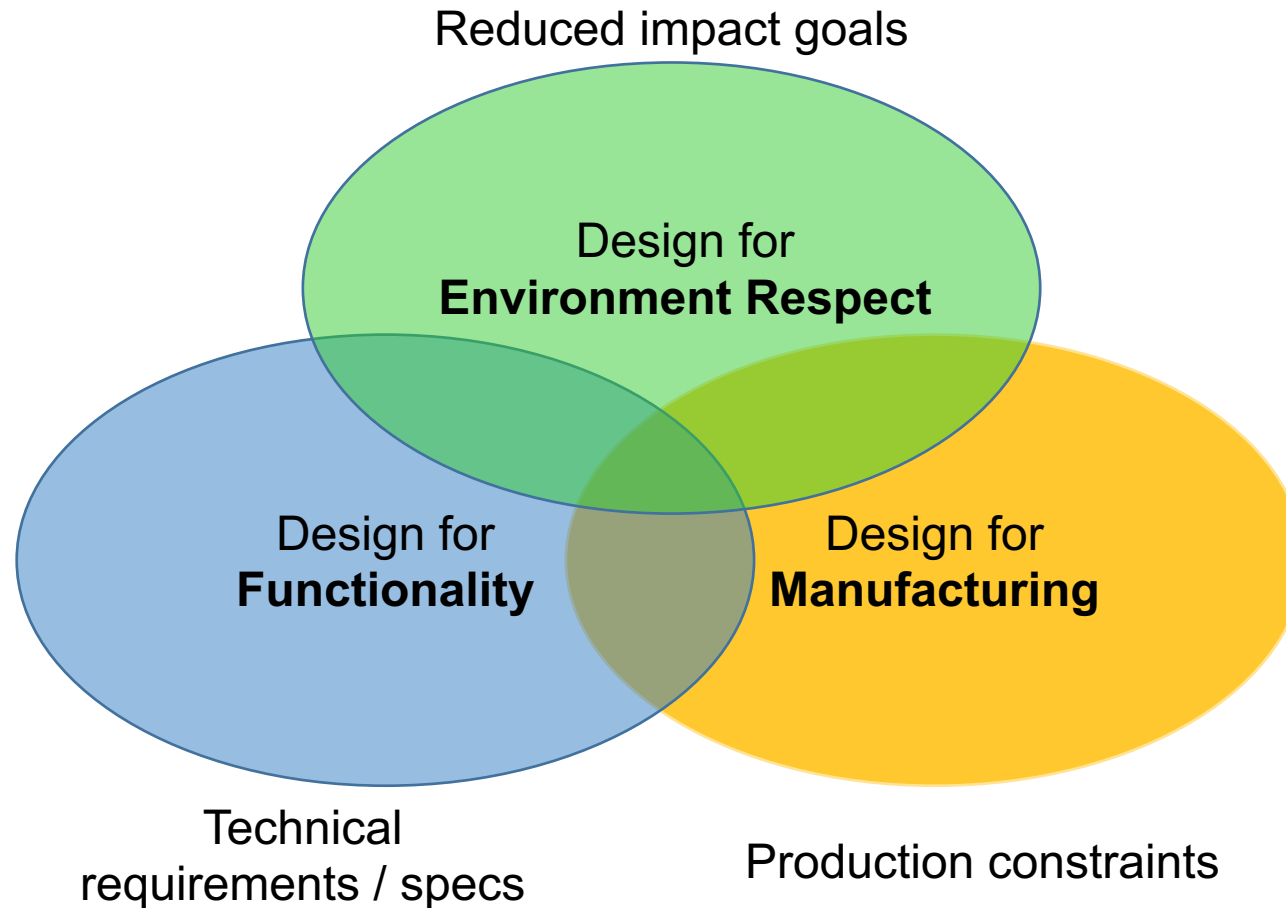 Reduced impact goals
Design for
Environment Respect
Design for
Functionality
Design for
Manufacturing
Technical
requirements / specs
Production constraints